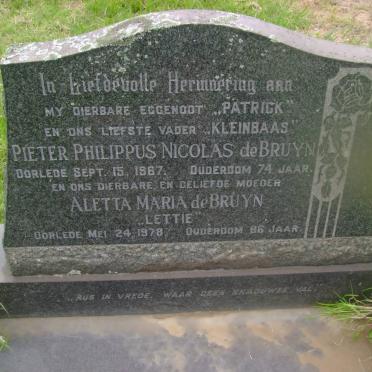 In Liefdevolle Herinnering aan
MY DIERBARE EGGENOOT „PATRICK”
EN ONS LIEFSTE VADER „KLEINBAAS”
PIETER PHILIPPUS NICOLAS deBRUYN
OORLEDE SEPT. 15, 1967. OUDERDOM 74 JAAR.
EN ONS DIERBARE EN GELIEFDE MOEDER
ALETTA MARIA deBRUYN
„LETTIE”
OORLEDE MEI 24, 1978. OUDERDOM 86 JAAR.
„RUS IN VREDE, WAAR GEEN SKADUWEE VAL.”